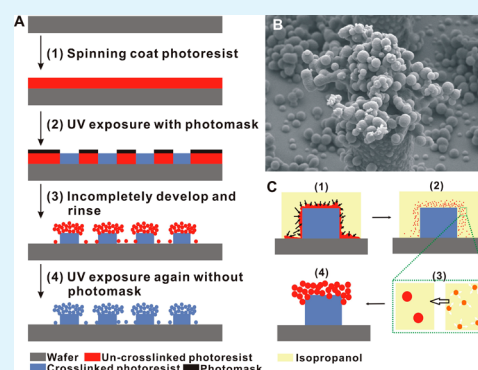 A
(1) Spinning coat photoresist
(2) UV exposure with photomask
(3) Incompletely develop and
rinse
(4) UV exposure again without
photomask
Wafer Un-crosslinked photoresist
Crosslinked photoresist Photomask
B
C
(1)
(2)
(4)
(3)
Isopropanol